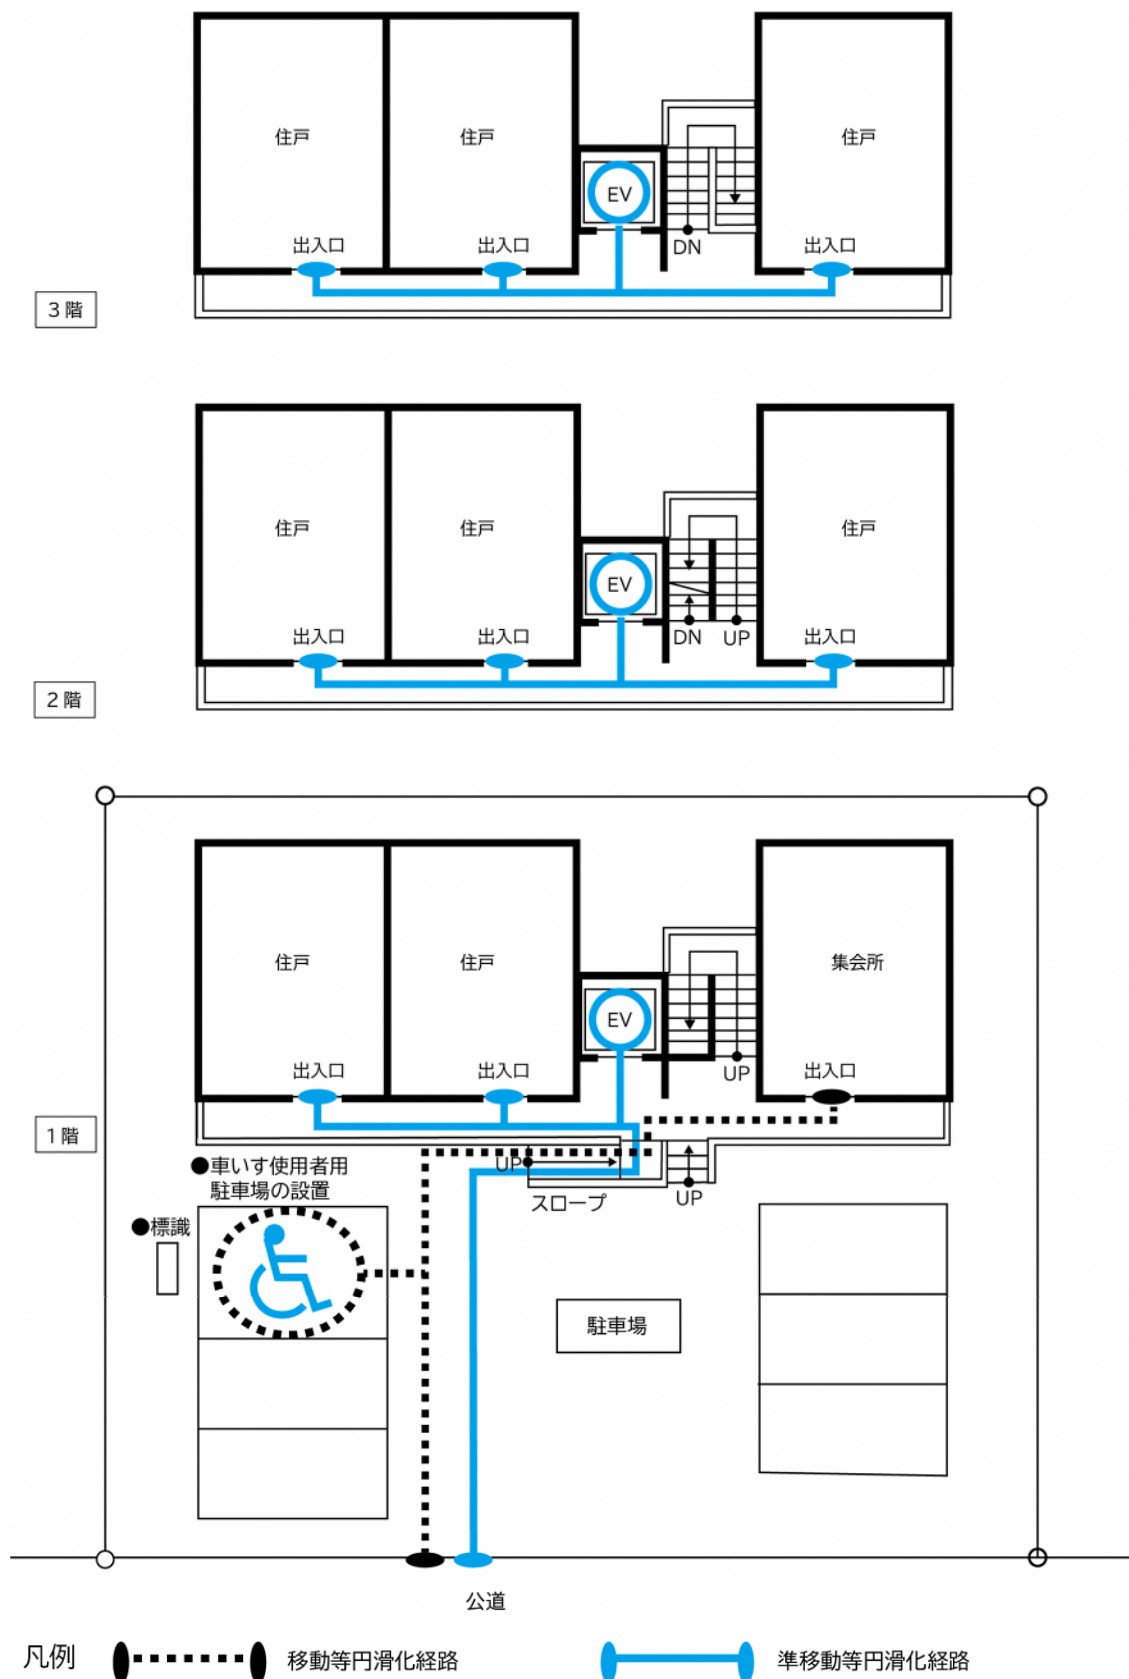 住戸
住戸
住戸
EV
DN
出入口
出入口
出入口
3階
住戸
住戸
住戸
EV
DN
UP
出入口
出入口
出入口
2階
住戸
住戸
集会所
EV
UP
出入口
出入口
出入口
1階
UP
スロープ
UP
●車いす使用者用
駐車場の設置
●標識
駐車場
公道
凡例
移動等円滑化経路
準移動等円滑化経路